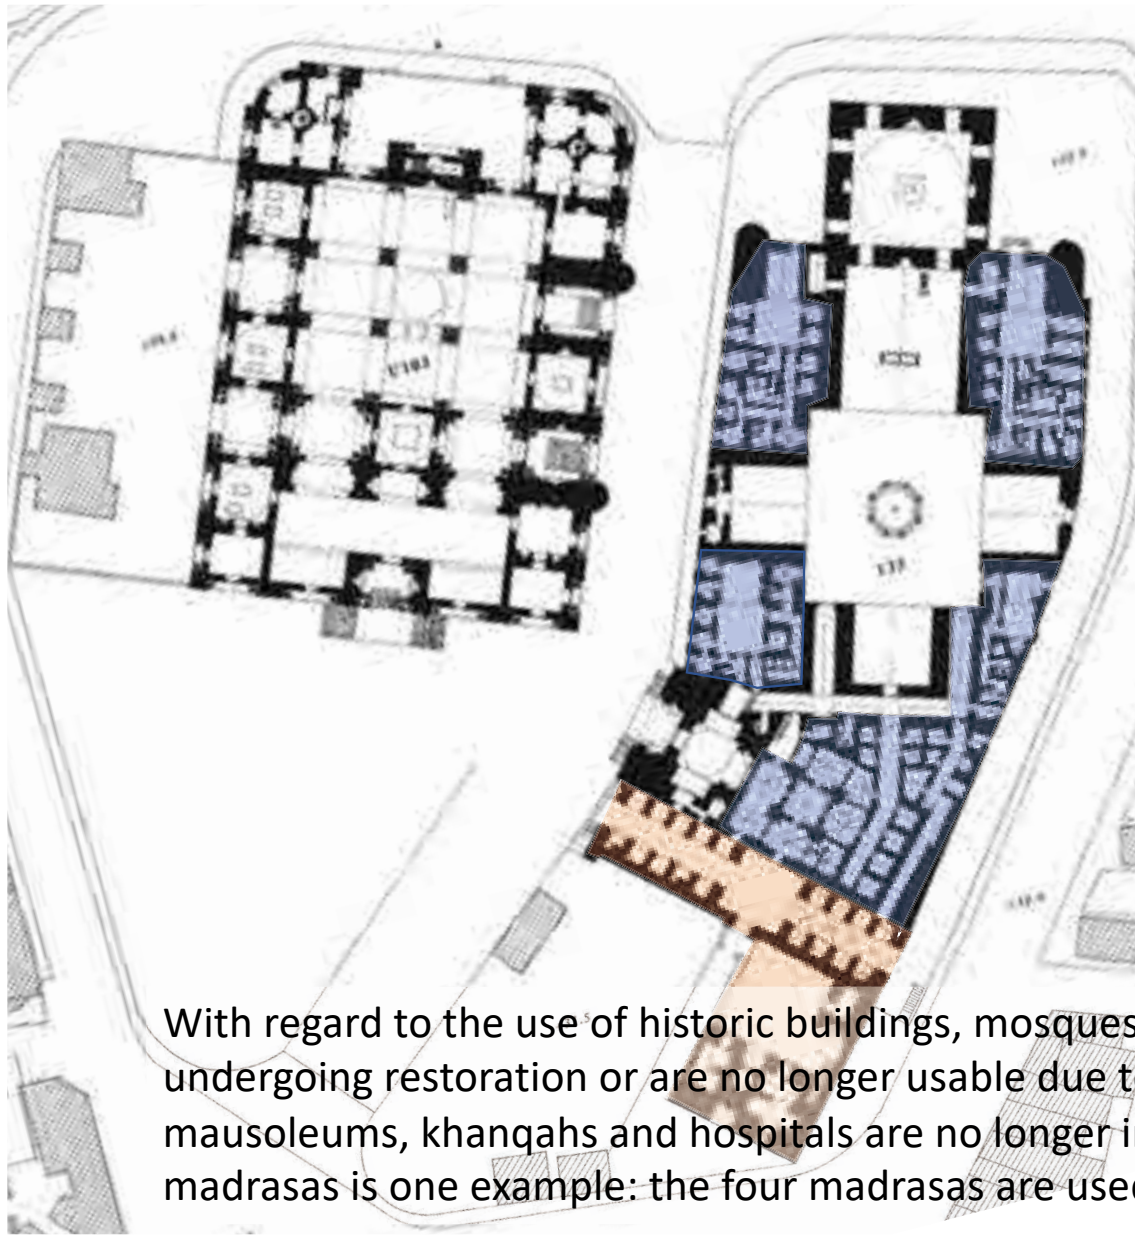 With regard to the use of historic buildings, mosques
undergoing restoration or are no longer usable due
mausoleums, khanqahs and hospitals are no longer
madrasas is one example: the four madrasas are used